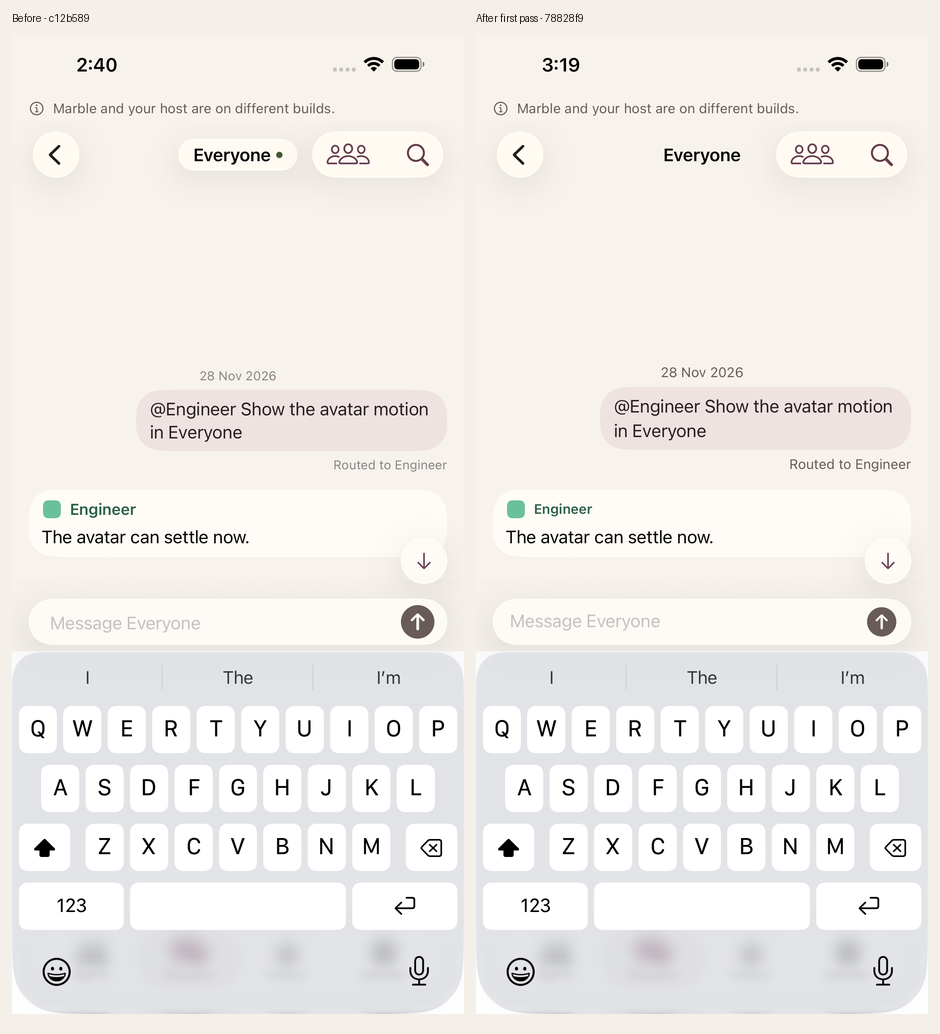 Before - c12b589
2:40
Marble and your host are on different builds.
Everyone
28 Nov 2026
@Engineer Show the avatar motion
in Everyone
Routed to Engineer
Engineer
The avatar can settle now.
Message Everyone
I The I'm
Q W E R T Y U I O P
A S D F G H J K L
Z X C V B N M
123
After first pass - 78828f9
3:19
Marble and your host are on different builds.
Everyone
28 Nov 2026
@Engineer Show the avatar motion
in Everyone
Routed to Engineer
Engineer
The avatar can settle now.
Message Everyone
I The I'm
Q W E R T Y U I O P
A S D F G H J K L
Z X C V B N M
123